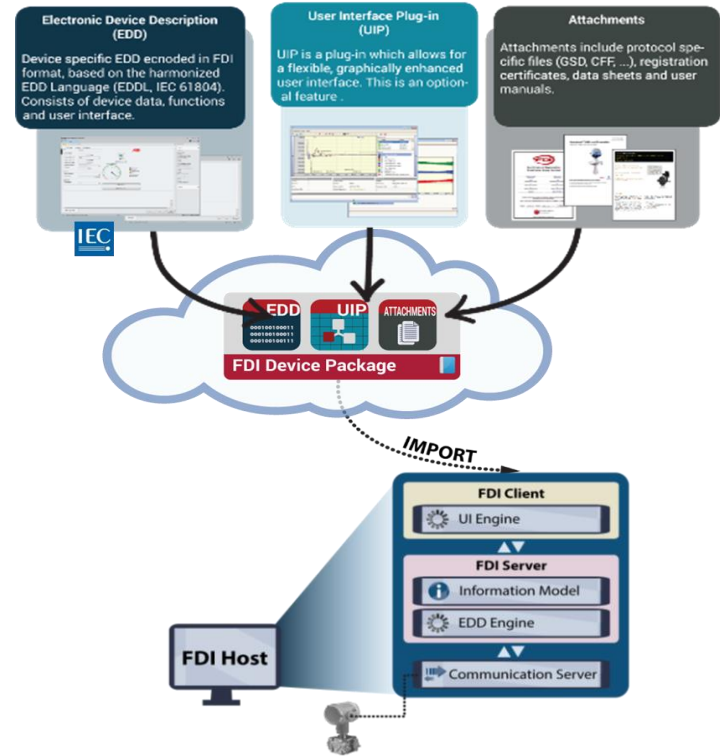 Electronic Device Description
(EDD)
Device specific EDD ecnoded in FDI
format, based on the harmonized
EDD Language (EDDL, IEC 61804).
Consists of device data, functions
and user interface.
User Interface Plug-in
(UIP)
UIP is a plug-in which allows for
a flexible, graphically enhanced
user interface. This is an option-
al feature .
Attachments
Attachments include protocol spe-
cific files (GSD, CFF, ...), registration
certificates, data sheets and user
manuals.
IEC
EDD
000100100011
000100100011
000100100111
UIP
ATTACHMENTS
FDI Device Package
IMPORT
FDI Client
UI Engine
FDI Server
Information Model
EDD Engine
Communication Server
FDI Host